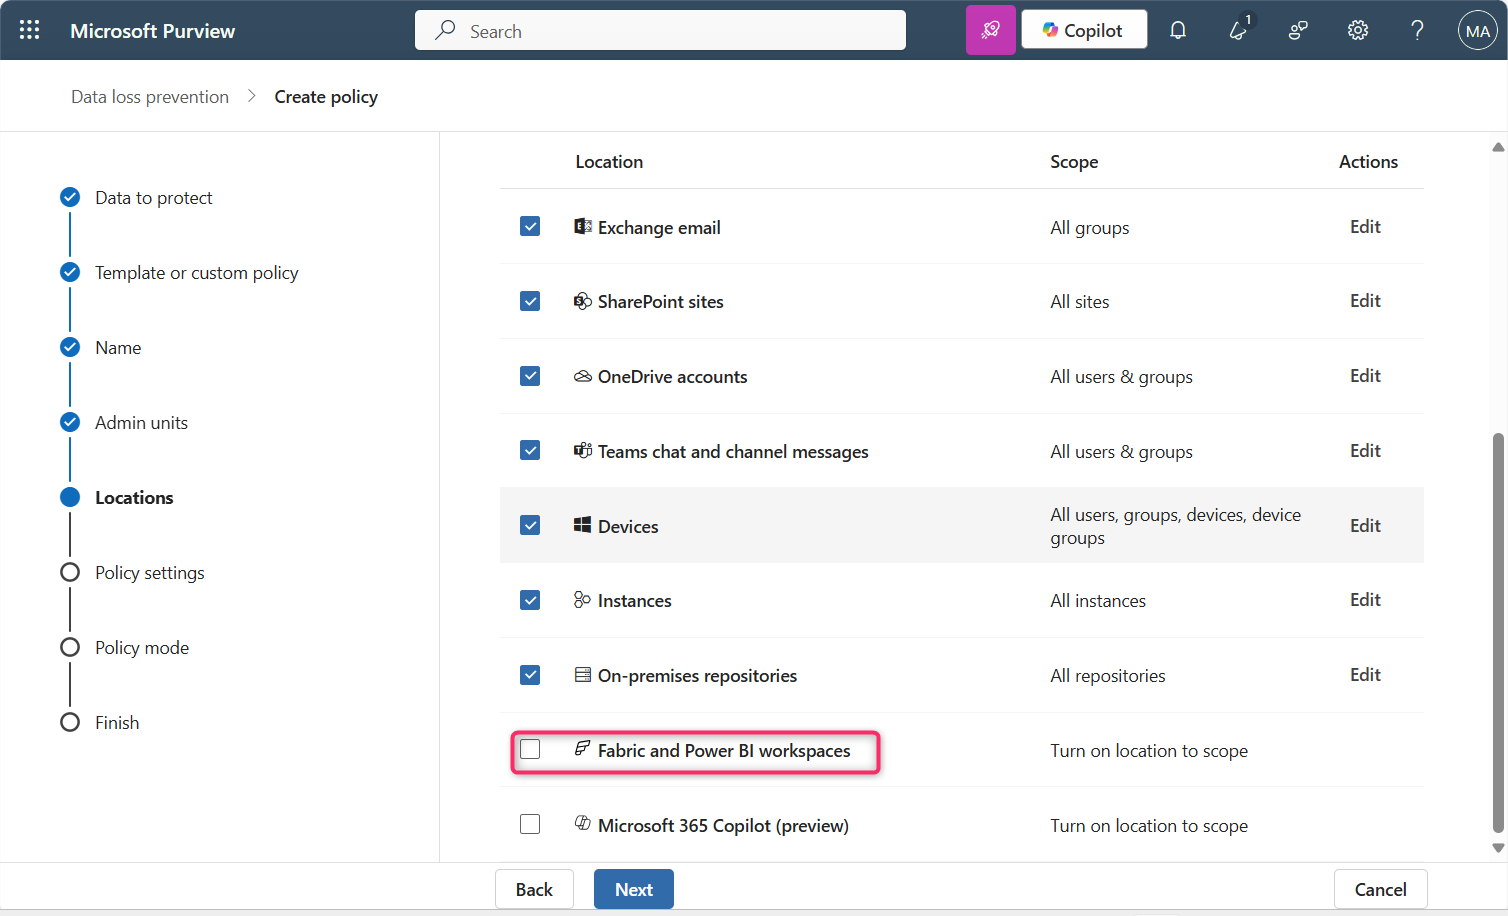 Microsoft Purview
Search
Copilot
1
?
MA
Data loss prevention > Create policy
Data to protect
Template or custom policy
Name
Admin units
Locations
Policy settings
Policy mode
Finish
Location Scope Actions
Exchange email All groups Edit
SharePoint sites All sites Edit
OneDrive accounts All users & groups Edit
Teams chat and channel messages All users & groups Edit
Devices All users, groups, devices, device
groups Edit
Instances All instances Edit
On-premises repositories All repositories Edit
Fabric and Power BI workspaces Turn on location to scope
Microsoft 365 Copilot (preview) Turn on location to scope
Back Next Cancel